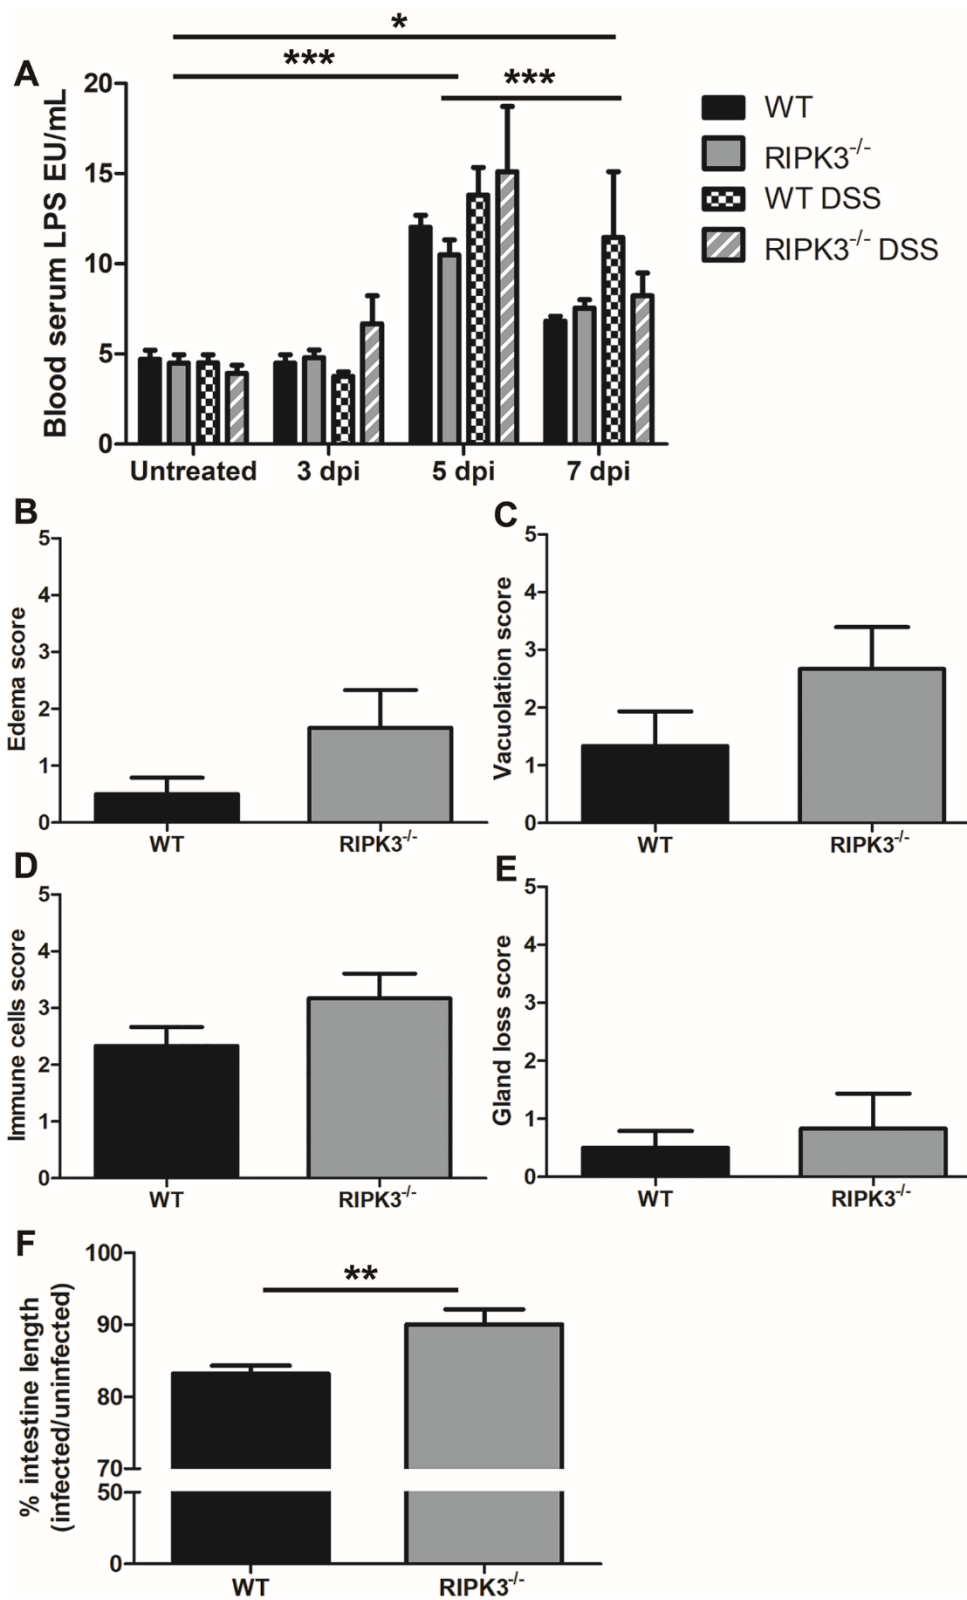 *
***
***
A
Blood serum LPS EU/mL
20
15
10
5
0
Untreated
3 dpi
5 dpi
7 dpi
WT
RIPK3-/-
WT DSS
RIPK3-/- DSS
B
Edema score
5
4
3
2
1
0
WT
RIPK3-/-
C
Vacuolation score
5
4
3
2
1
0
WT
RIPK3-/-
D
Immune cells score
5
4
3
2
1
0
WT
RIPK3-/-
E
Gland loss score
5
4
3
2
1
0
WT
RIPK3-/-
F
% intestine length
(infected/uninfected)
100
90
80
70
50
0
**
WT
RIPK3-/-